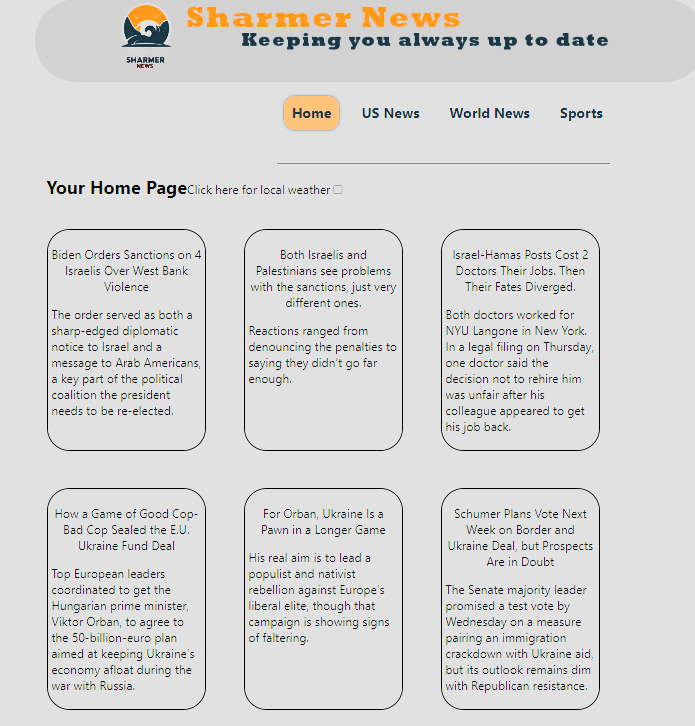 Sharmer News
Keeping you always up to date
SHARMER
NEWS
Home US News World News Sports
Your Home Page Click here for local weather
Biden Orders Sanctions on 4
Israelis Over West Bank
Violence
The order served as both a
sharp-edged diplomatic
notice to Israel and a
message to Arab Americans,
a key part of the political
coalition the president
needs to be re-elected.
Both Israelis and
Palestinians see problems
with the sanctions, just very
different ones.
Reactions ranged from
denouncing the penalties to
saying they didn't go far
enough.
Israel-Hamas Posts Cost 2
Doctors Their Jobs. Then
Their Fates Diverged.
Both doctors worked for
NYU Langone in New York.
In a legal filing on Thursday,
one doctor said the
decision not to rehire him
was unfair after his
colleague appeared to get
his job back.
How a Game of Good Cop-
Bad Cop Sealed the E.U.
Ukraine Fund Deal
Top European leaders
coordinated to get the
Hungarian prime minister,
Viktor Orban, to agree to
the 50-billion-euro plan
aimed at keeping Ukraine's
economy afloat during the
war with Russia.
For Orban, Ukraine Is a
Pawn in a Longer Game
His real aim is to lead a
populist and nativist
rebellion against Europe's
liberal elite, though that
campaign is showing signs
of faltering.
Schumer Plans Vote Next
Week on Border and
Ukraine Deal, but Prospects
Are in Doubt
The Senate majority leader
promised a test vote by
Wednesday on a measure
pairing an immigration
crackdown with Ukraine aid,
but its outlook remains dim
with Republican resistance.